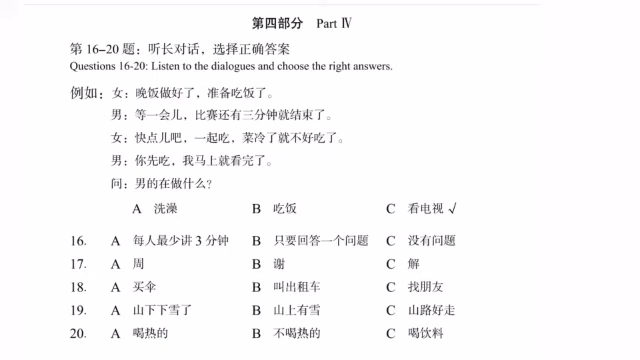 第四部分 Part Ⅳ
第 16–20 题：听长对话，选择正确答案
Questions 16-20: Listen to the dialogues and choose the right answers.
例如：女：晚饭做好了，准备吃饭了。
男：等一会儿，比赛还有三分钟就结束了。
女：快点儿吧，一起吃，菜冷了就不好吃了。
男：你先吃，我马上就看完了。
问：男的在做什么？
A 洗澡 B 吃饭 C 看电视 √
16. A 每人最少讲 3 分钟 B 只要回答一个问题 C 没有问题
17. A 周 B 谢 C 解
18. A 买伞 B 叫出租车 C 找朋友
19. A 山下下雪了 B 山上有雪 C 山路好走
20. A 喝热的 B 不喝热的 C 喝饮料